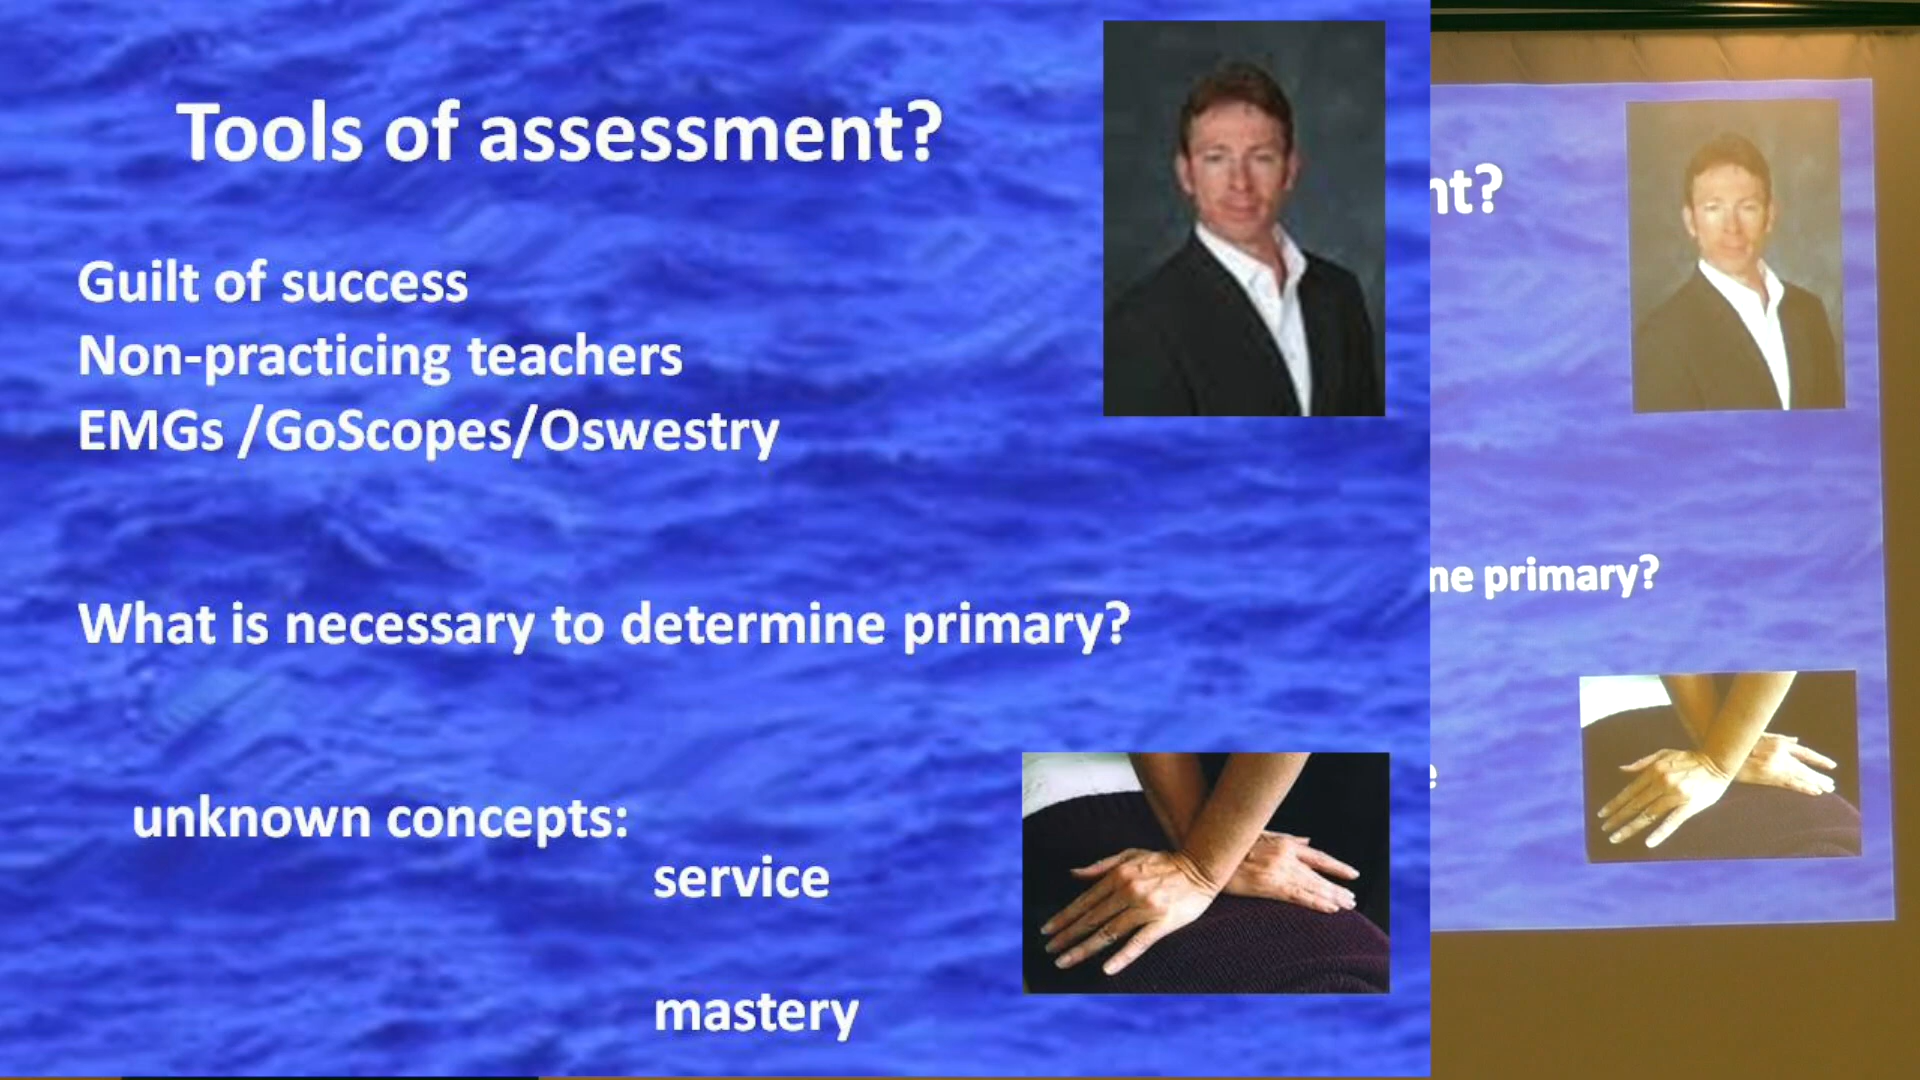 Tools of assessment?
Guilt of success
Non-practicing teachers
EMGs /GoScopes/Oswestry
What is necessary to determine primary?
unknown concepts:
service
mastery
nt?
ne primary?
e